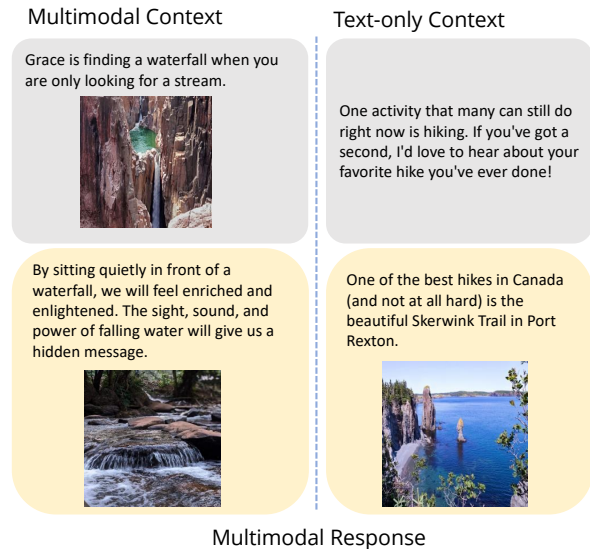 Multimodal Context
Text-only Context
Grace is finding a waterfall when you
are only looking for a stream.
One activity that many can still do
right now is hiking. If you've got a
second, I'd love to hear about your
favorite hike you've ever done!
By sitting quietly in front of a
waterfall, we will feel enriched and
enlightened. The sight, sound, and
power of falling water will give us a
hidden message.
One of the best hikes in Canada
(and not at all hard) is the
beautiful Skerwink Trail in Port
Rexton.
Multimodal Response